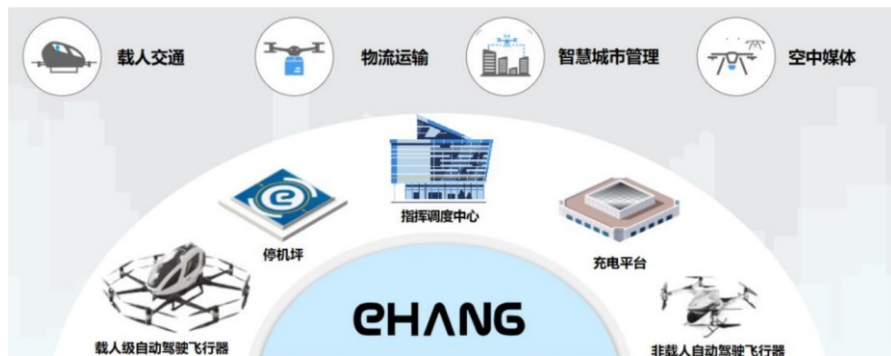 载人交通
物流运输
智慧城市管理
空中媒体
指挥调度中心
停机坪
充电平台
EHANG
载人级自动驾驶飞行器
非载人自动驾驶飞行器